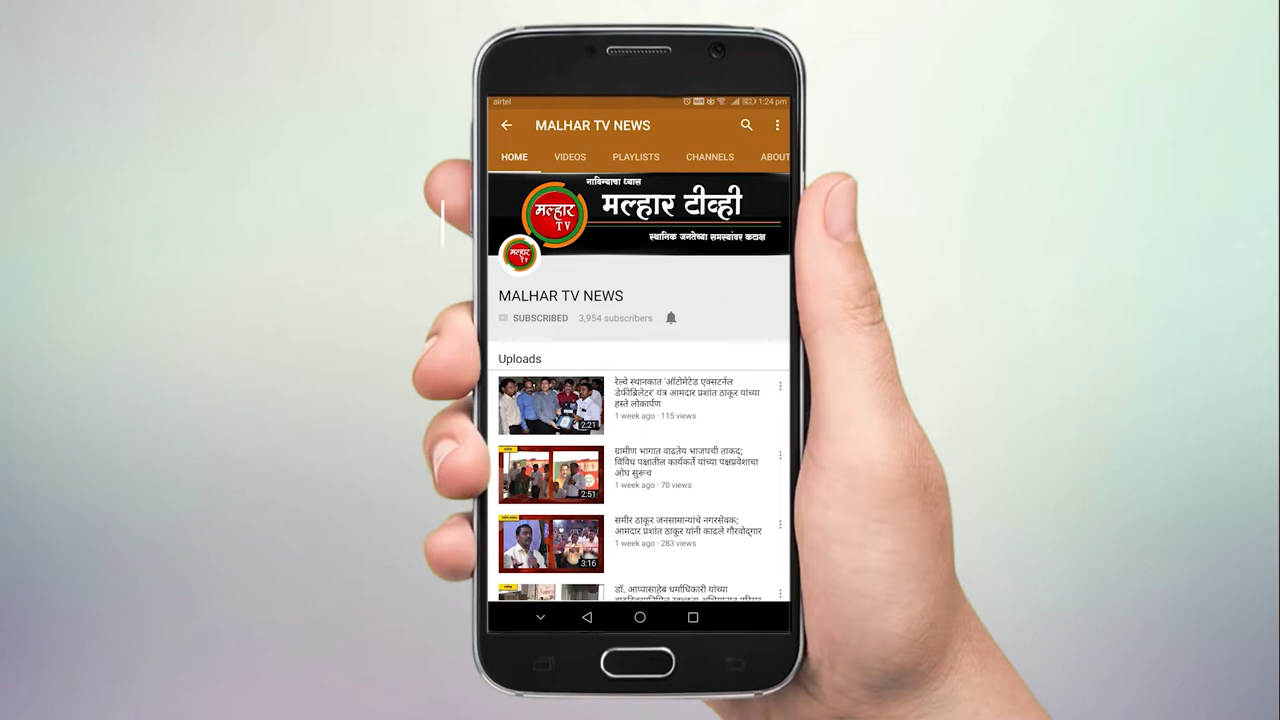 airtel
1:24 pm
MALHAR TV NEWS
HOME VIDEOS PLAYLISTS CHANNELS ABOUT
नाविन्याचा ध्यास
मल्हार टीव्ही
मल्हार
TV
स्थानिक जनतेच्या समस्यांवर कटाक्ष
मल्हार
TV
MALHAR TV NEWS
SUBSCRIBED 3,954 subscribers
Uploads
रेल्वे स्थानकात 'ऑटोमेटेड एक्सटर्नल
डेफीब्रिलेटर' यंत्र आमदार प्रशांत ठाकूर यांच्या
हस्ते लोकार्पण
1 week ago · 115 views
2:21
ग्रामीण भागात वाढतेय भाजपची ताकद;
विविध पक्षातील कार्यकर्ते यांच्या पक्षप्रवेशाचा
ओघ सुरूच
1 week ago · 70 views
2:51
समीर ठाकूर जनसामान्यांचे नगरसेवक;
आमदार प्रशांत ठाकूर यांनी काढले गौरवोद्गार
1 week ago · 283 views
3:16
डॉ. आप्पासाहेब धर्माधिकारी यांच्या